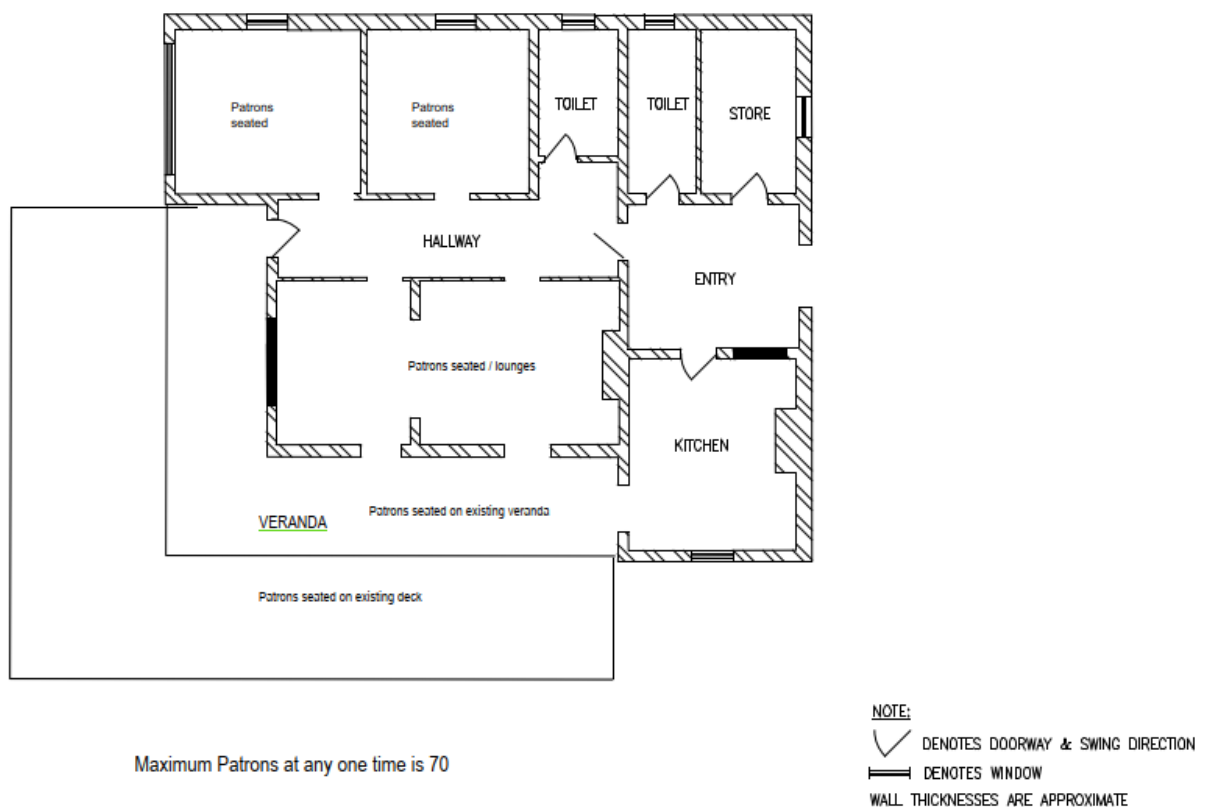 Patrons
seated
Patrons
seated
TOILET
TOILET
STORE
HALLWAY
ENTRY
Patrons seated / lounges
KITCHEN
Patrons seated on existing veranda
VERANDA
Patrons seated on existing deck
Maximum Patrons at any one time is 70
NOTE:
DENOTES DOORWAY & SWING DIRECTION
DENOTES WINDOW
WALL THICKNESSES ARE APPROXIMATE